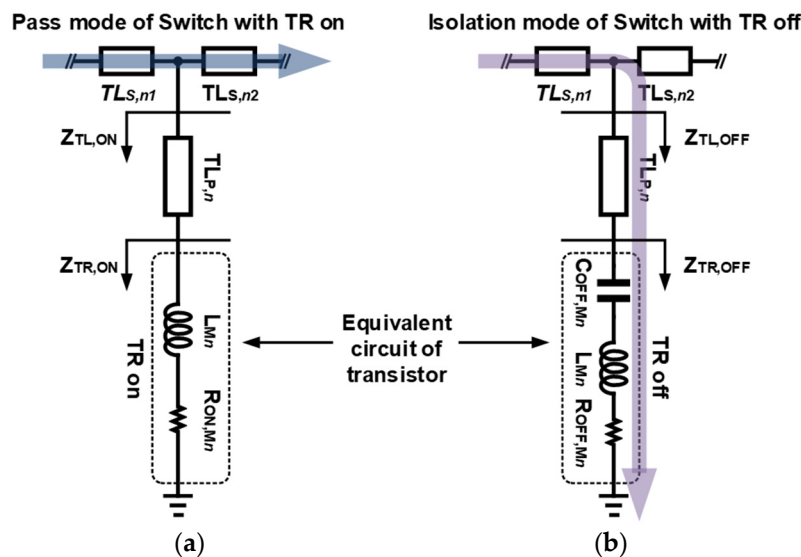 Pass mode of Switch with TR on
TLS,n1
TLS,n2
ZTL,ON
TLP,n
ZTR,ON
LMn
RON,Mn
TR on
(a)
Equivalent
circuit of
transistor
Isolation mode of Switch with TR off
TLS,n1
TLS,n2
ZTL,OFF
TLP,n
ZTR,OFF
COFF,Mn
LMn
ROFF,Mn
TR off
(b)